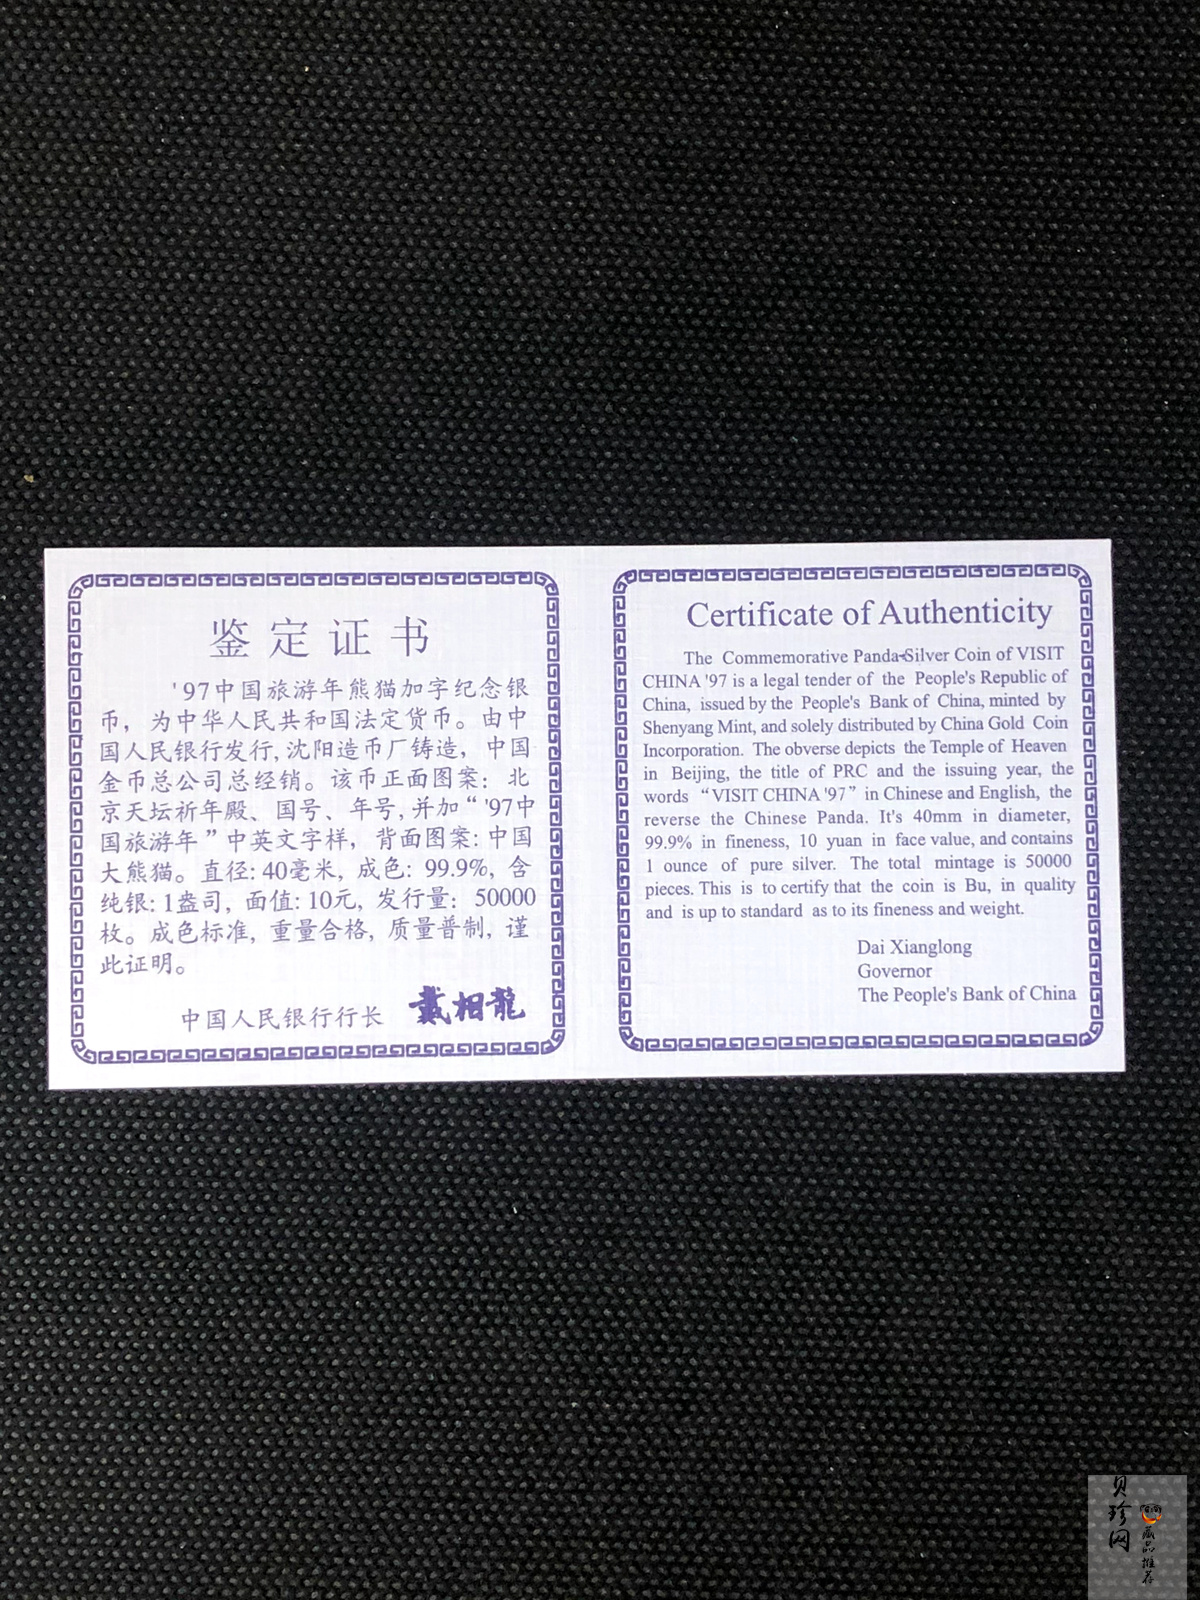 鉴定证书
'97中国旅游年熊猫加字纪念银
币，为中华人民共和国法定货币。由中
国人民银行发行，沈阳造币厂铸造，中国
金币总公司总经销。该币正面图案：北
京天坛祈年殿、国号、年号，并加“'97中
国旅游年”中英文字样，背面图案：中国
大熊猫。直径：40毫米，成色：99.9%，含
纯银：1盎司，面值：10元，发行量：50000
枚。成色标准，重量合格，质量普制，谨
此证明。
中国人民银行行长 戴相龍
Certificate of Authenticity
The Commemorative Panda-Silver Coin of VISIT
CHINA '97 is a legal tender of the People's Republic of
China, issued by the People's Bank of China, minted by
Shenyang Mint, and solely distributed by China Gold Coin
Incorporation. The obverse depicts the Temple of Heaven
in Beijing, the title of PRC and the issuing year, the
words “VISIT CHINA '97” in Chinese and English, the
reverse the Chinese Panda. It's 40mm in diameter,
99.9% in fineness, 10 yuan in face value, and contains
1 ounce of pure silver. The total mintage is 50000
pieces. This is to certify that the coin is Bu, in quality
and is up to standard as to its fineness and weight.
Dai Xianglong
Governor
The People's Bank of China
贝珍网
藏品推荐